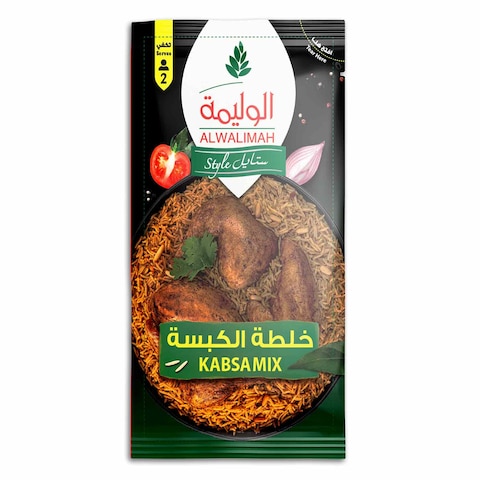 تكفي
Serves
2
افتح هنا
Tear Here
الوليمة
ALWALIMAH
ستايل Style
خلطة الكبسة
KABSA MIX